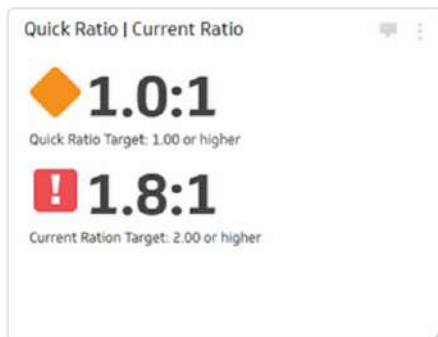 Quick Ratio | Current Ratio
1.0:1
Quick Ratio Target: 1.00 or higher
!
1.8:1
Current Ration Target: 2.00 or higher